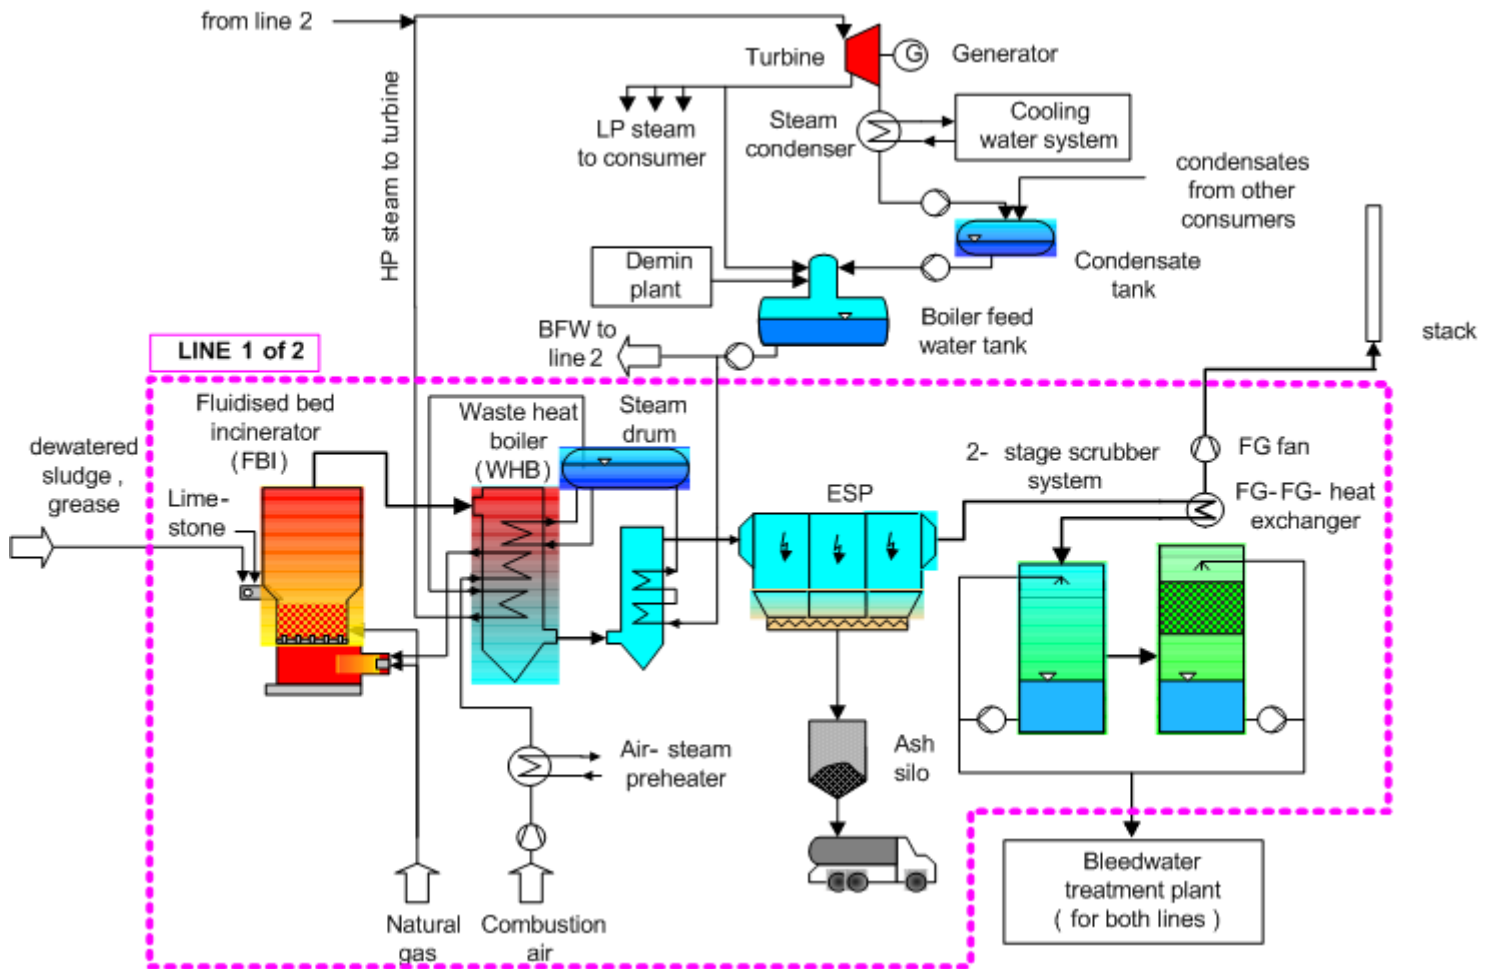 from line 2
HP steam to turbine
Turbine
G
Generator
LP steam
to consumer
Steam
condenser
Cooling
water system
condensates
from other
consumers
Condensate
tank
Demin
plant
Boiler feed
water tank
BFW to
line 2
stack
LINE 1 of 2
Fluidised bed
incinerator
(FBI)
dewatered
sludge ,
grease
Lime-
stone
Waste heat
boiler
(WHB)
Steam
drum
ESP
2- stage scrubber
system
FG fan
FG-FG- heat
exchanger
Air- steam
preheater
Ash
silo
Natural
gas
Combustion
air
Bleedwater
treatment plant
( for both lines )